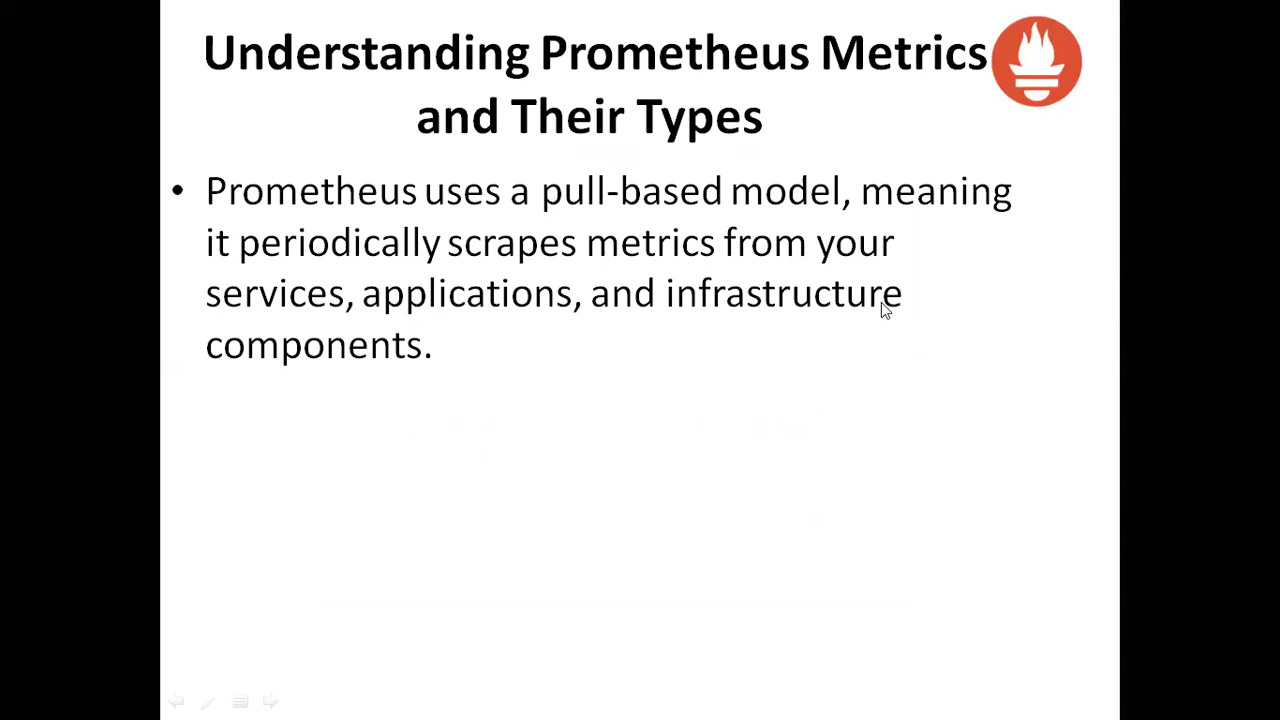 Understanding Prometheus Metrics
and Their Types
• Prometheus uses a pull-based model, meaning
it periodically scrapes metrics from your
services, applications, and infrastructure
components.